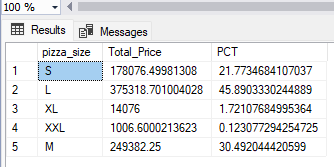 100 %
Results Messages
pizza_size Total_Price PCT
1 S 178076.49981308 21.7734684107037
2 L 375318.701004028 45.8903330244889
3 XL 14076 1.72107684995364
4 XXL 1006.6000213623 0.123077294254725
5 M 249382.25 30.492044420599